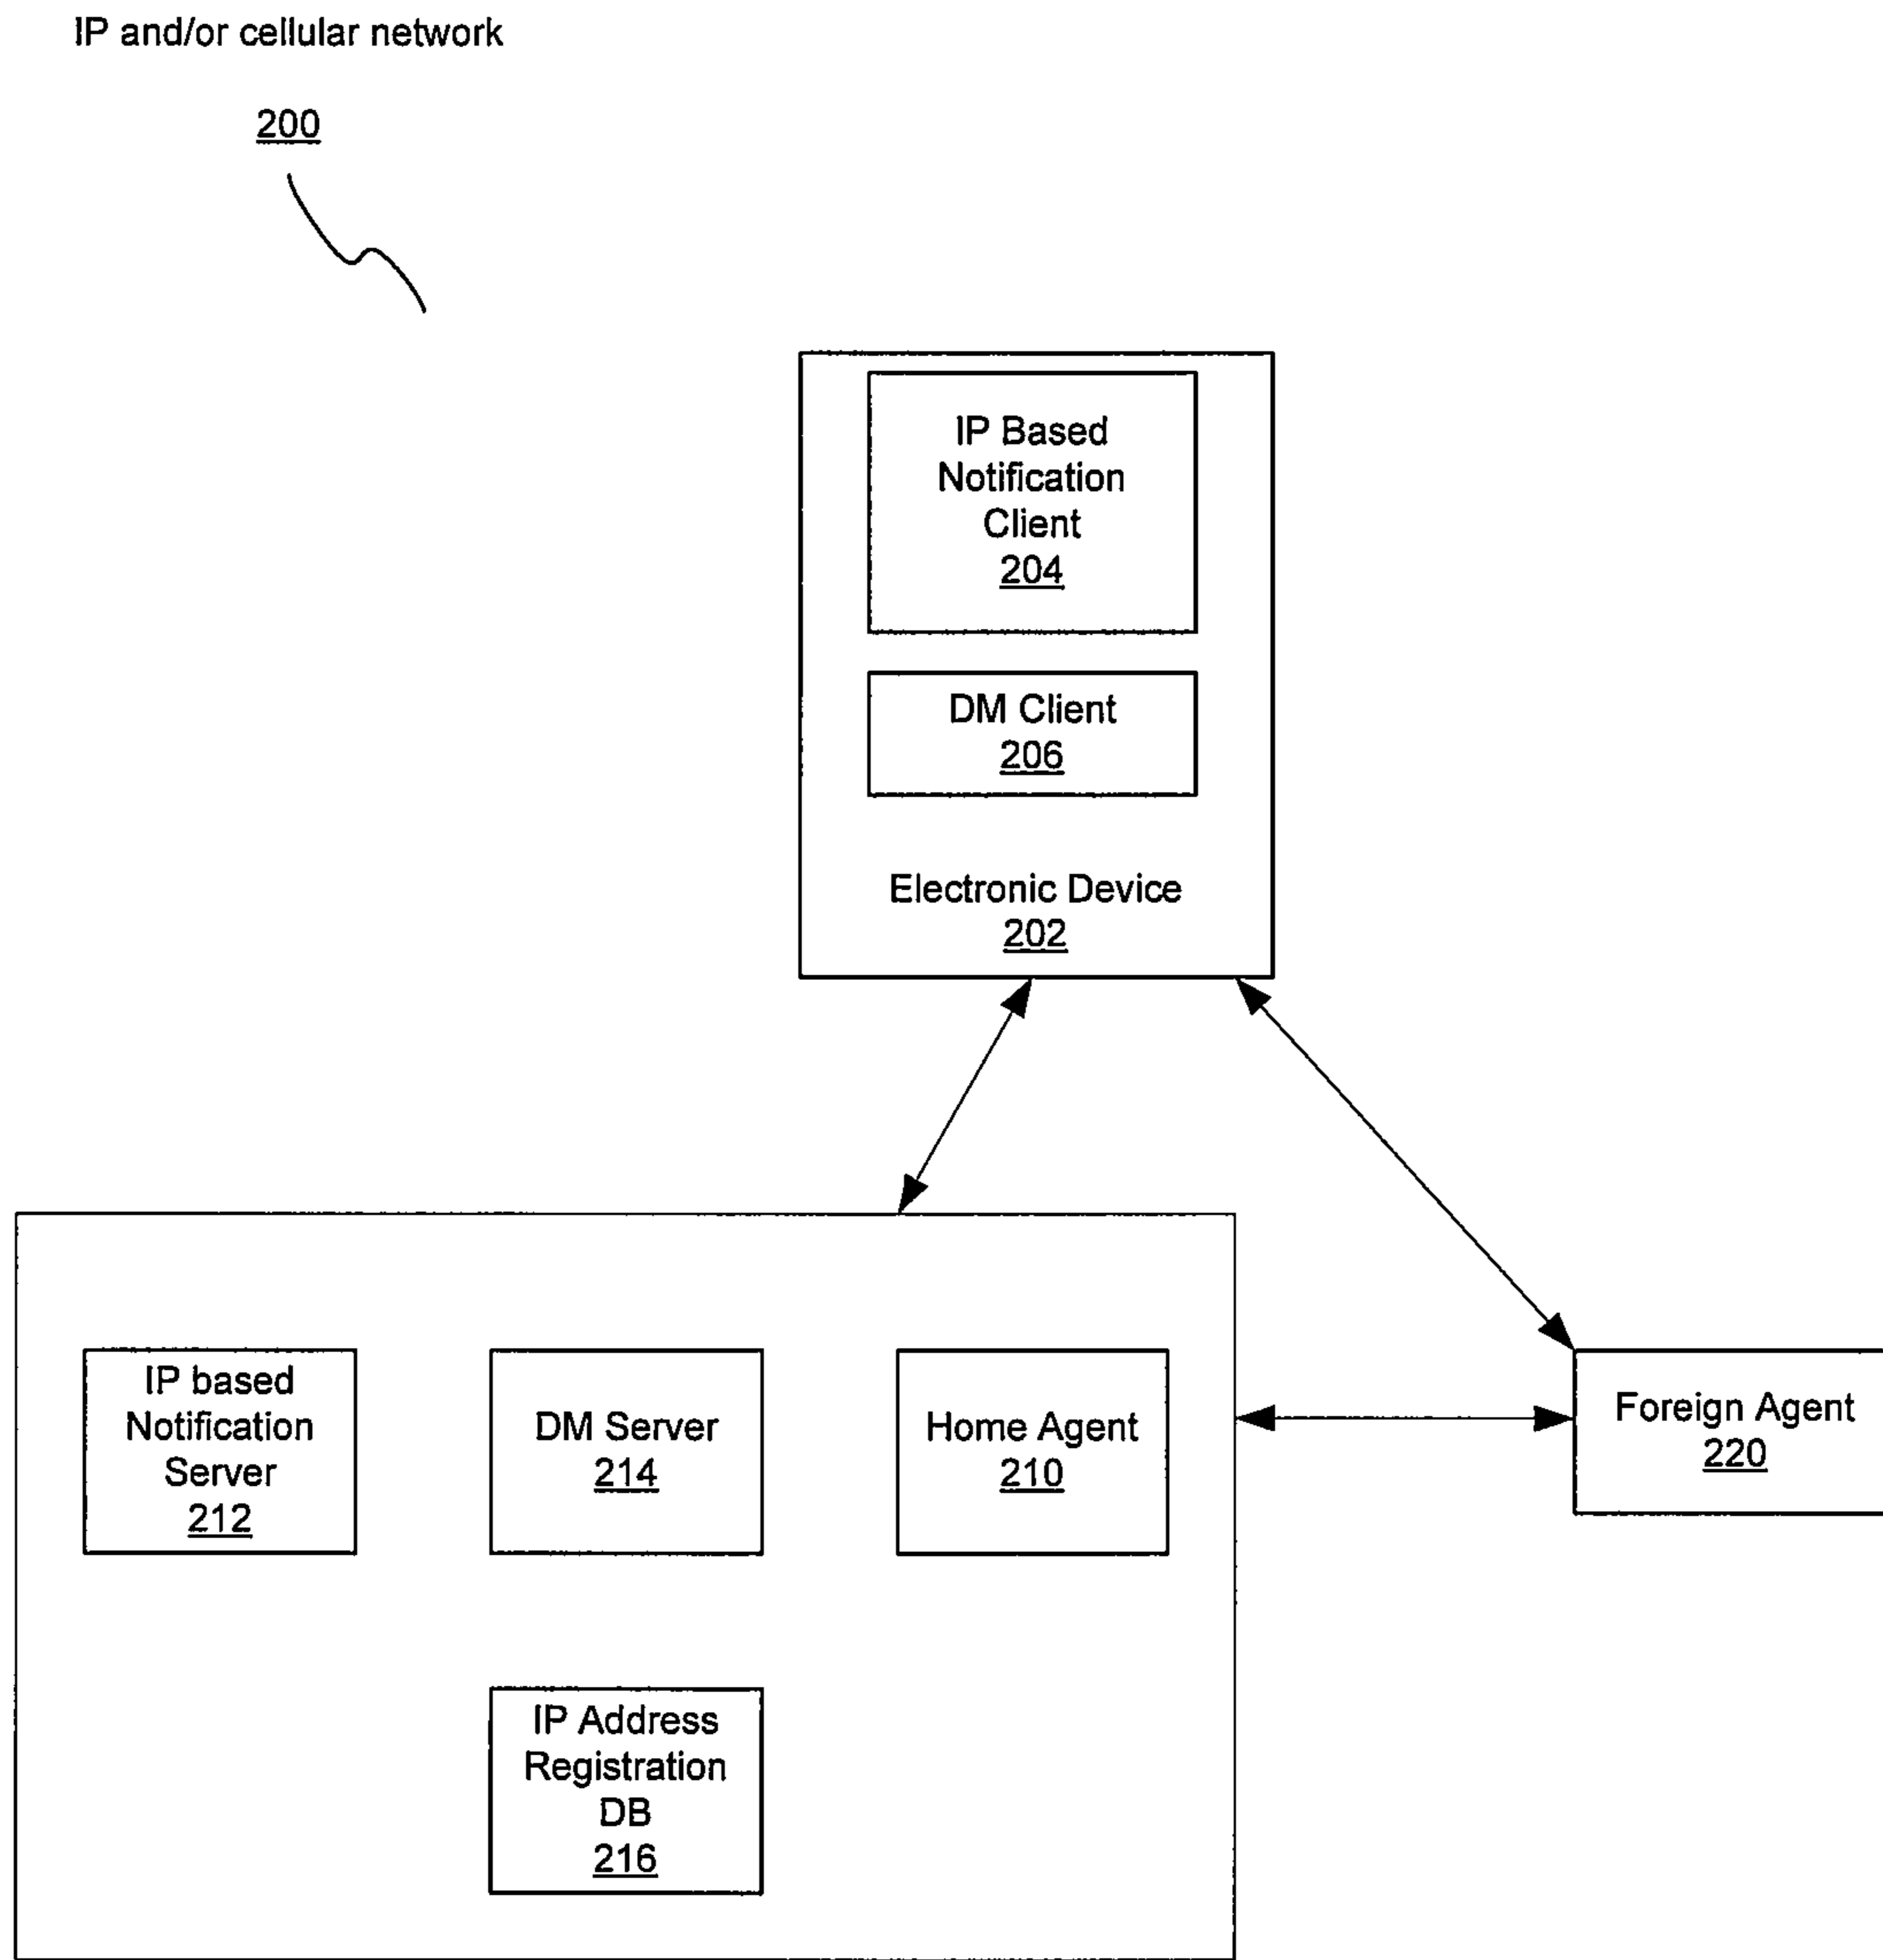 IP and/or cellular network
200
IP Based
Notification
Client
204
DM Client
206
Electronic Device
202
IP based
Notification
Server
212
DM Server
214
Home Agent
210
Foreign Agent
220
IP Address
Registration
DB
216